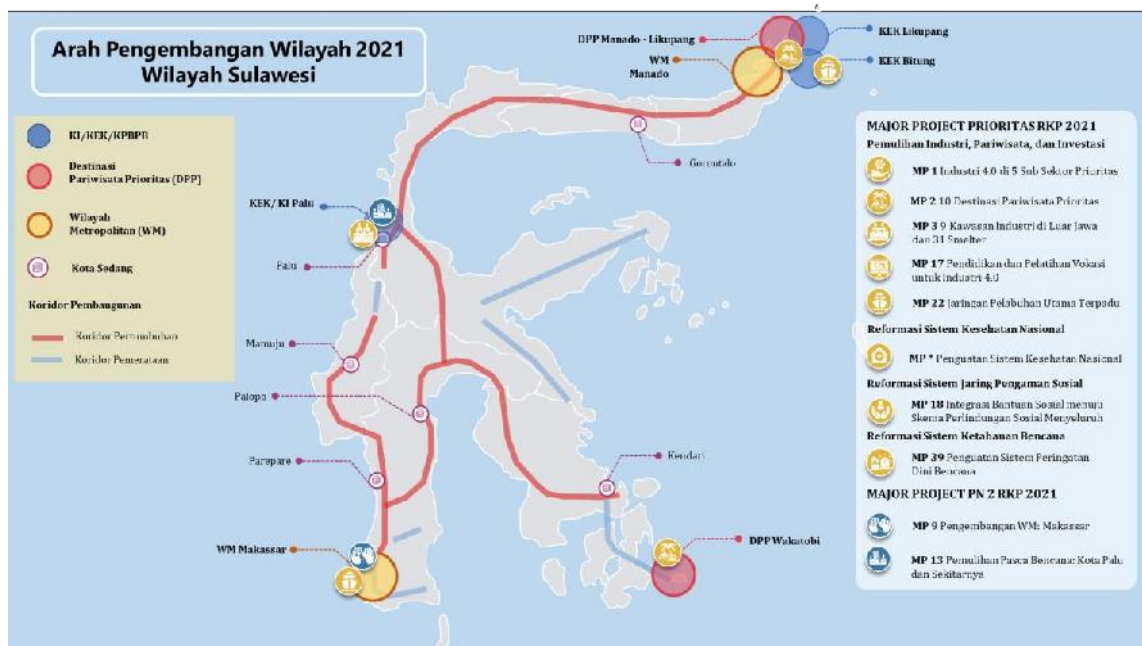 Arah Pengembangan Wilayah 2021
Wilayah Sulawesi
KI/KEK/KPBPB
Destinasi
Pariwisata Prioritas (DPP)
Wilayah
Metropolitan (WM)
Kota Sedang
Koridor Pembangunan
Koridor Pertumbuhan
Koridor Pemerataan
DPP Manado - Likupang
WM
Manado
KEK Likupang
KEK Bitung
Gorontalo
KEK/KI Palu
Palu
Mamuju
Palopo
Parepare
Kendari
WM Makassar
DPP Wakatobi
MAJOR PROJECT PRIORITAS RKP 2021
Pemulihan Industri, Pariwisata, dan Investasi
MP 1 Industri 4.0 di 5 Sub Sektor Prioritas
MP 2 10 Destinasi Pariwisata Prioritas
MP 3 9 Kawasan Industri di Luar Jawa
dan 31 Smelter
MP 17 Pendidikan dan Pelatihan Vokasi
untuk Industri 4.0
MP 22 Jaringan Pelabuhan Utama Terpadu
Reformasi Sistem Kesehatan Nasional
MP * Penguatan Sistem Kesehatan Nasional
Reformasi Sistem Jaring Pengaman Sosial
MP 18 Integrasi Bantuan Sosial menuju
Skema Perlindungan Sosial Menyeluruh
Reformasi Sistem Ketahanan Bencana
MP 39 Penguatan Sistem Peringatan
Dini Bencana
MAJOR PROJECT PN 2 RKP 2021
MP 9 Pengembangan WM: Makassar
MP 13 Pemulihan Pasca Bencana: Kota Palu
dan Sekitarnya